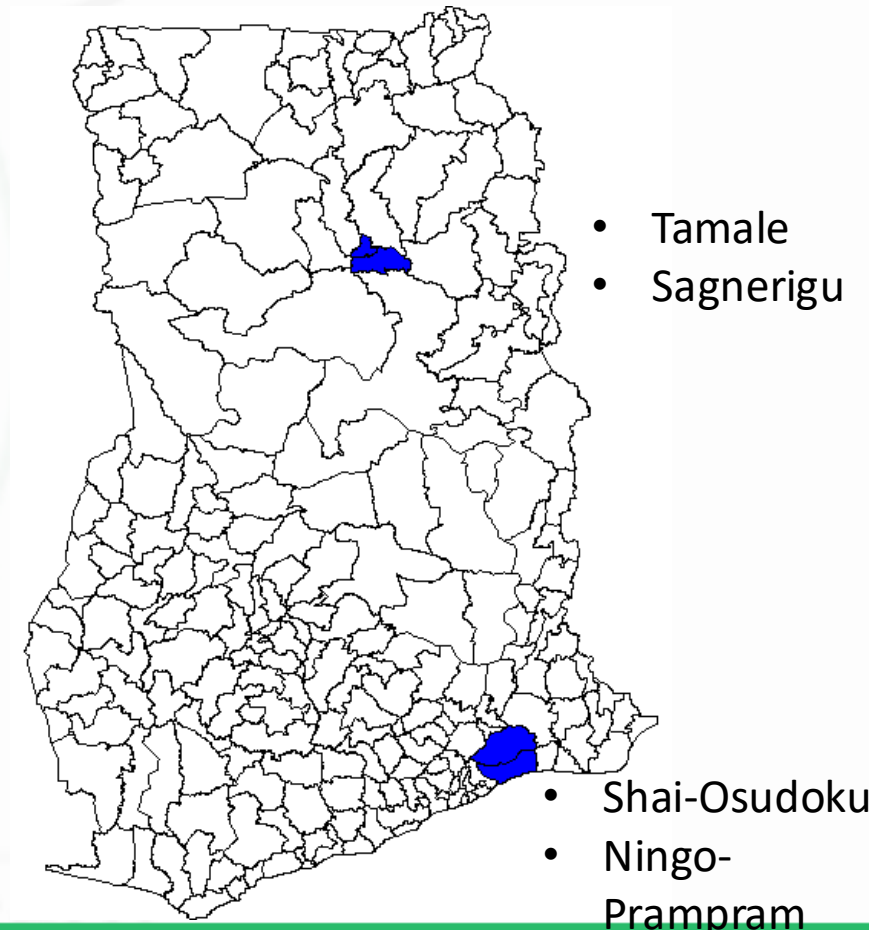 • Tamale
• Sagnerigu
• Shai-Osudoku
• Ningo-
Prampram